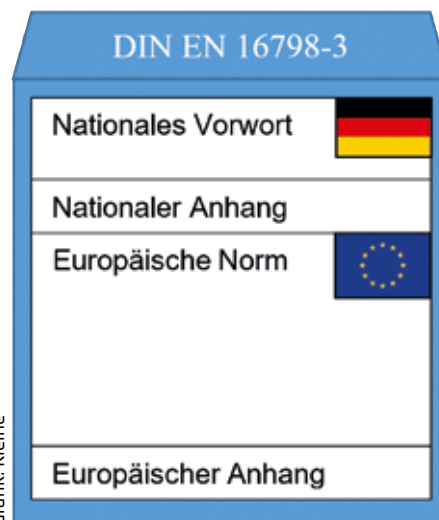 DIN EN 16798-3
Nationales Vorwort
Nationaler Anhang
Europäische Norm
Europäischer Anhang